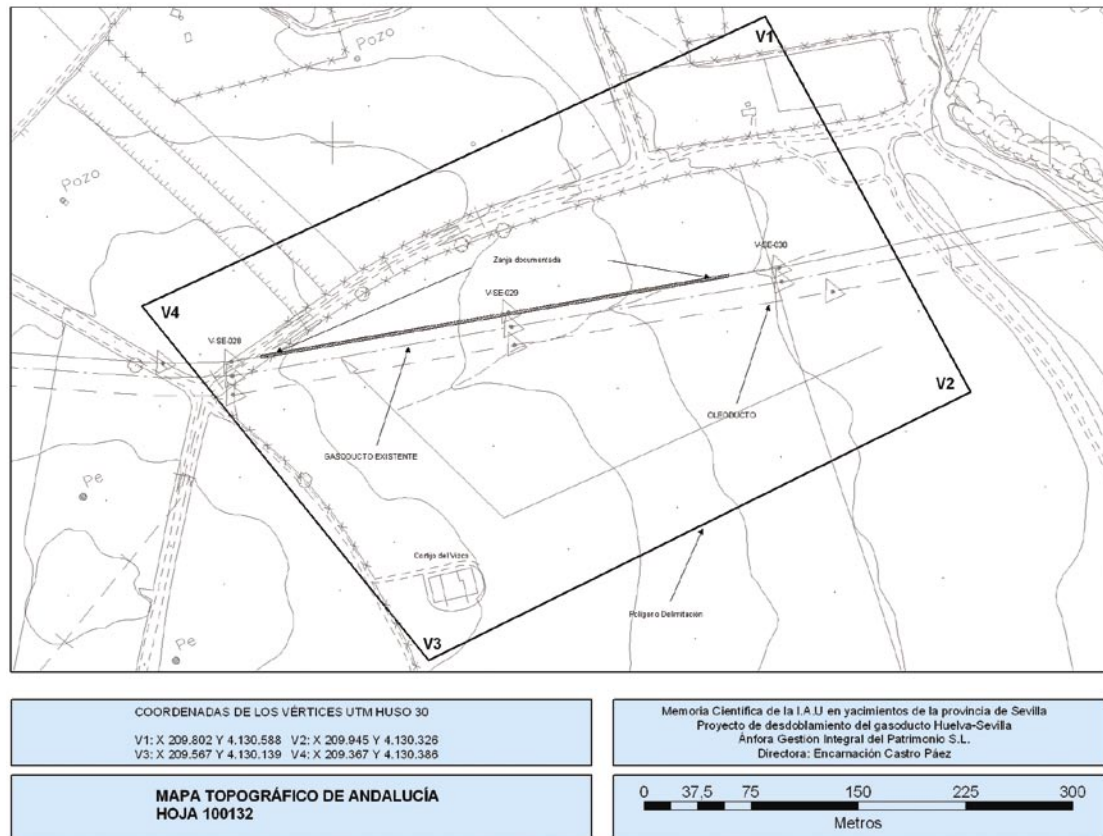 V1
Pozo
Pozo
V-SE-030
Zanja documentada
V-SE-029
V4
V-SE-028
V2
OLEODUCTO
GASODUCTO EXISTENTE
Pe
Cortijo del Vizco
Polígono Delimitación
Pe
V3
COORDENADAS DE LOS VÉRTICES UTM HUSO 30
V1: X 209.802 Y 4.130.588 V2: X 209.945 Y 4.130.326
V3: X 209.567 Y 4.130.139 V4: X 209.367 Y 4.130.386
Memoria Científica de la I.A.U en yacimientos de la provincia de Sevilla
Proyecto de desdoblamiento del gasoducto Huelva-Sevilla
Ánfora Gestión Integral del Patrimonio S.L.
Directora: Encarnación Castro Páez
MAPA TOPOGRÁFICO DE ANDALUCÍA
HOJA 100132
0 37,5 75 150 225 300
Metros